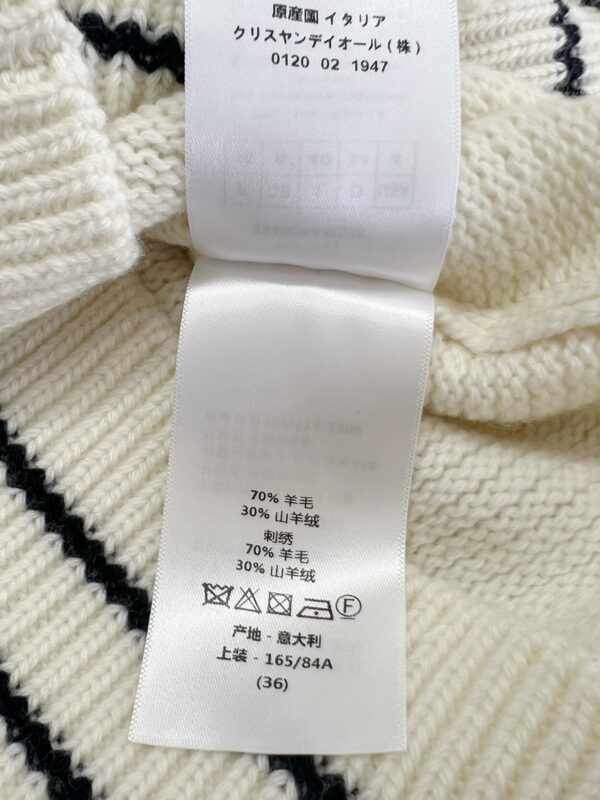 原産国 イタリア
クリスヤンデイオール(株)
0120 02 1947
70% 羊毛
30% 山羊绒
刺绣
70% 羊毛
30% 山羊绒
F
产地 - 意大利
上装 - 165/84A
(36)